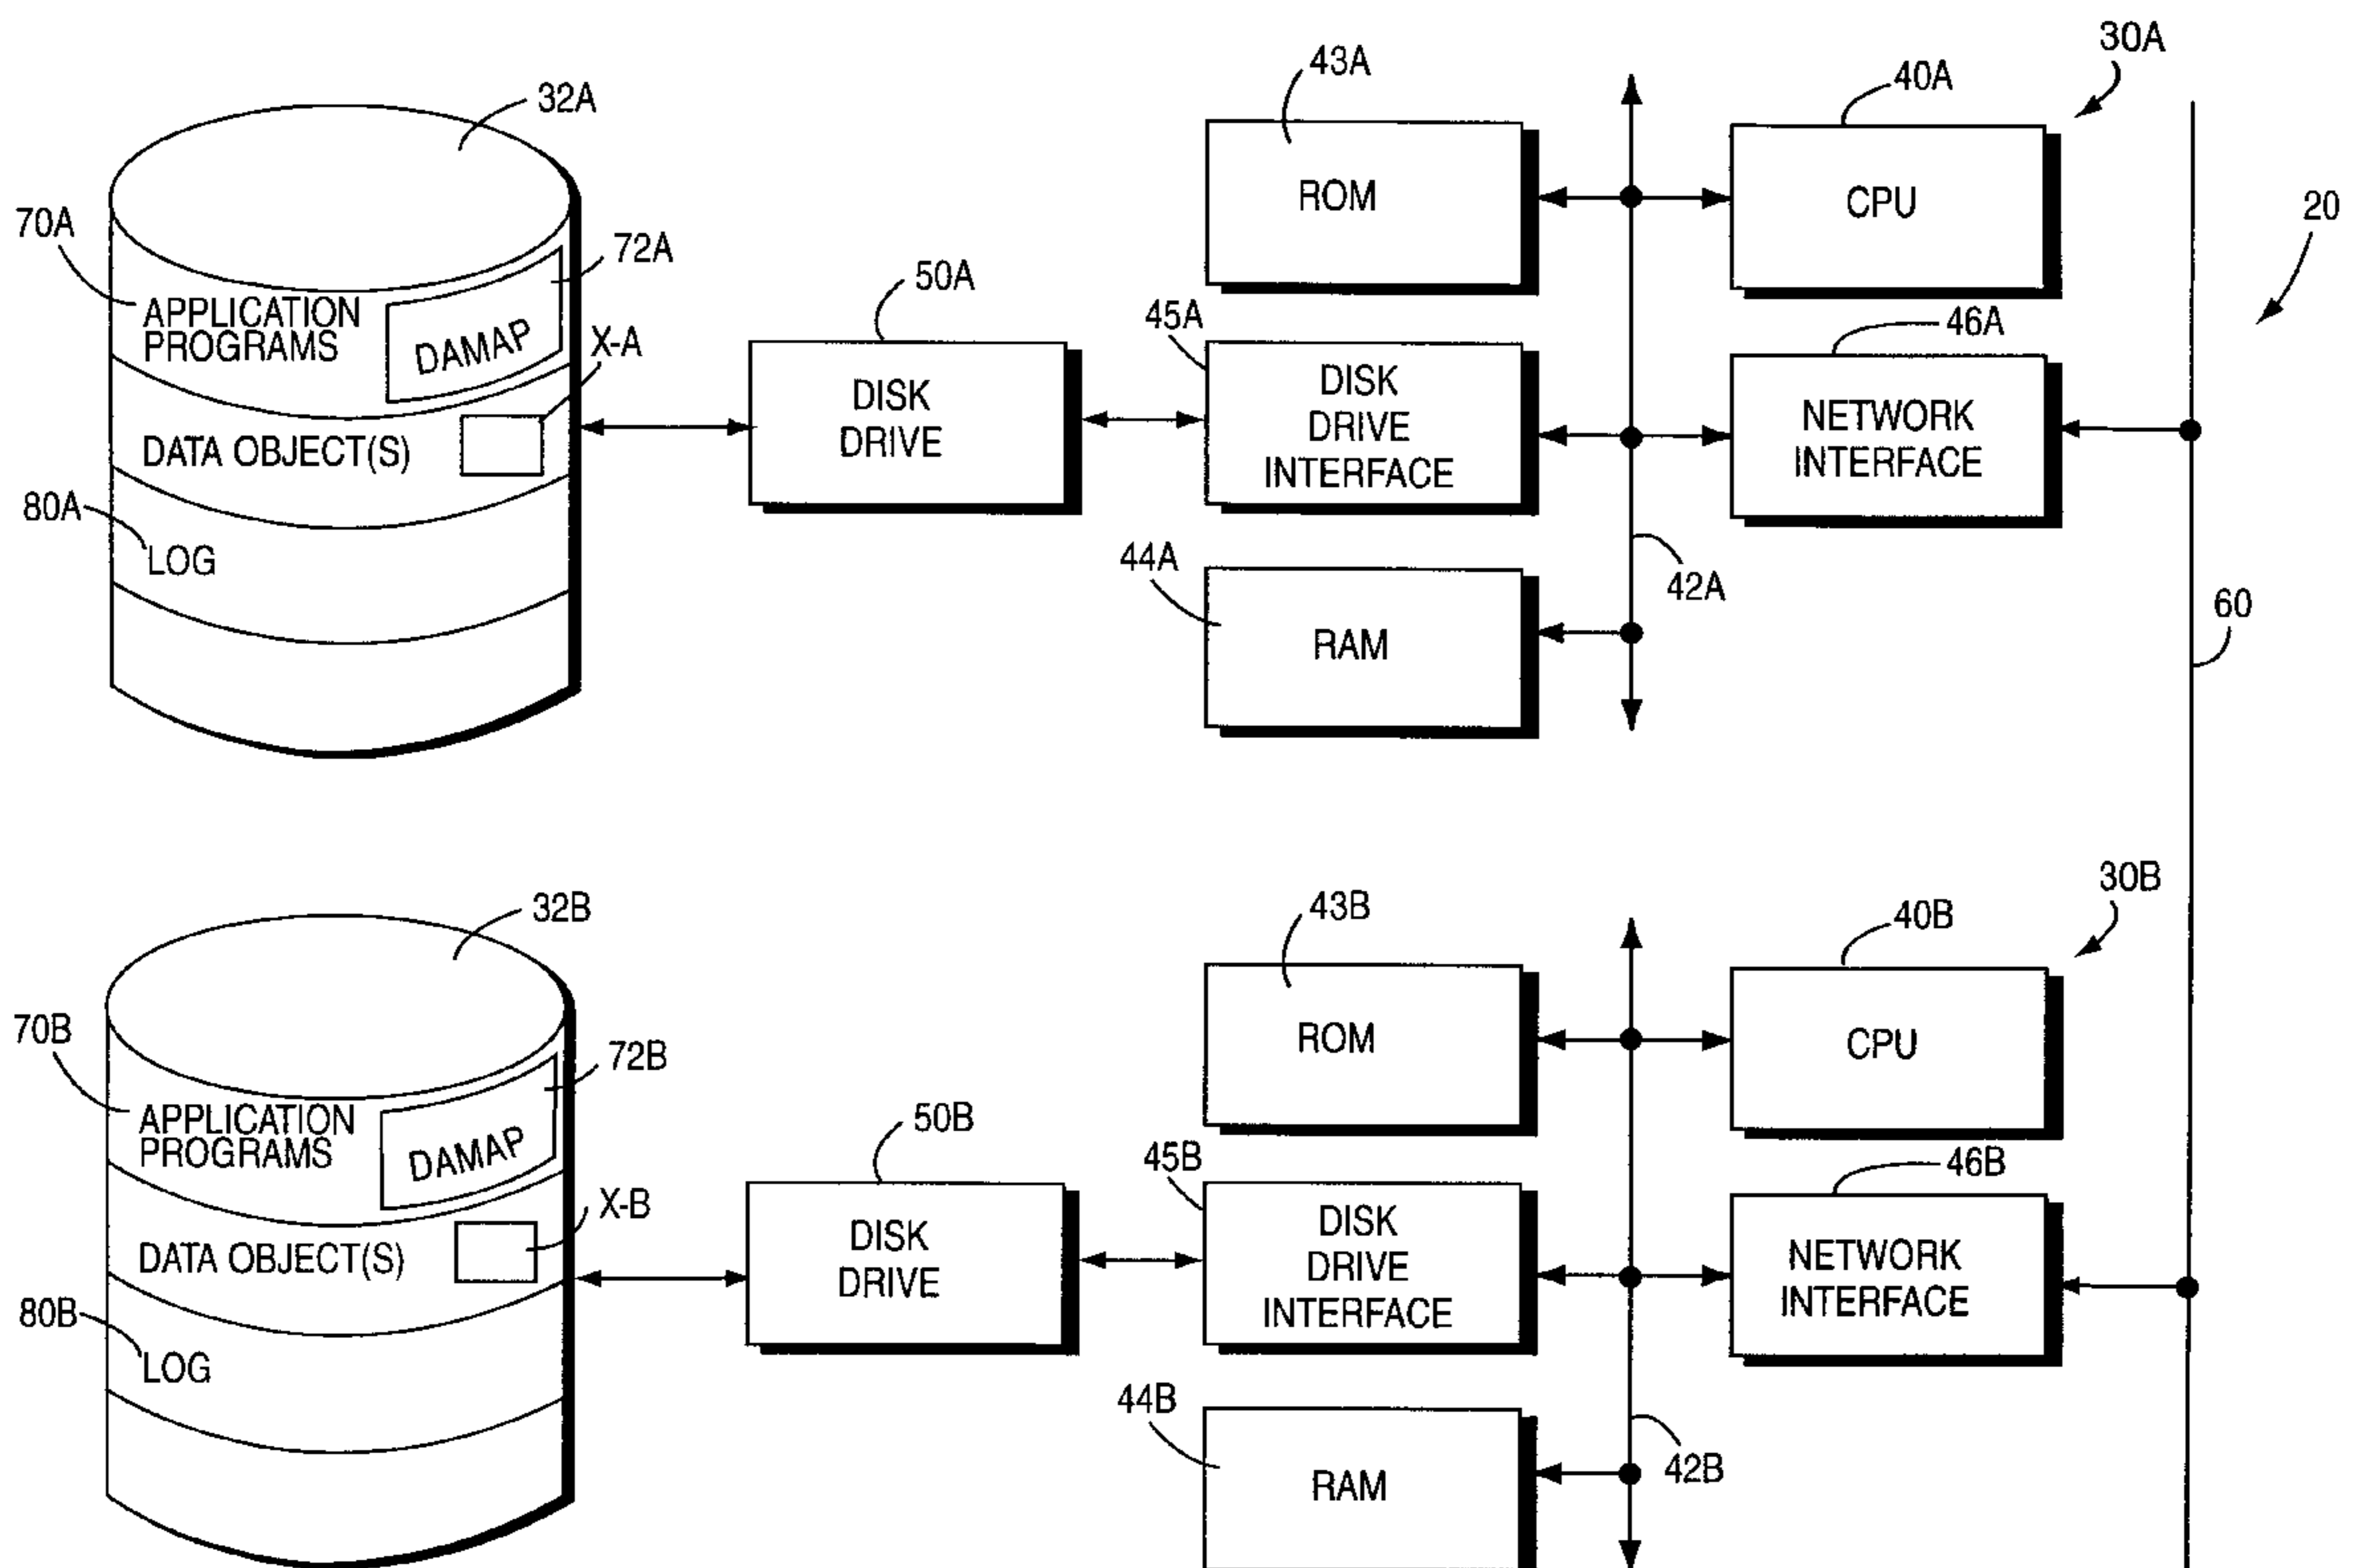 30A
43A
40A
32A
ROM
CPU
20
70A
72A
50A
45A
46A
APPLICATION
PROGRAMS
DAMAP
X-A
DISK
DRIVE
DISK
DRIVE
INTERFACE
NETWORK
INTERFACE
DATA OBJECT(S)
80A
LOG
44A
42A
60
RAM
30B
32B
43B
40B
ROM
CPU
70B
72B
50B
45B
46B
APPLICATION
PROGRAMS
DAMAP
X-B
DISK
DRIVE
DISK
DRIVE
INTERFACE
NETWORK
INTERFACE
DATA OBJECT(S)
80B
LOG
44B
42B
RAM